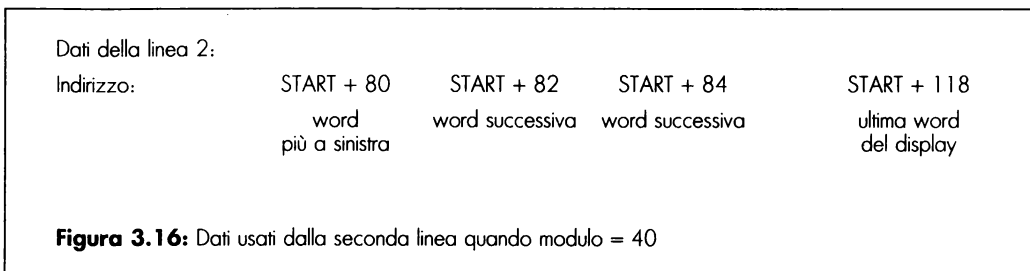 Dati della linea 2:
Indirizzo: START + 80 START + 82 START + 84 START + 118
word word successiva word successiva ultima word
più a sinistra del display
Figura 3.16: Dati usati dalla seconda linea quando modulo = 40